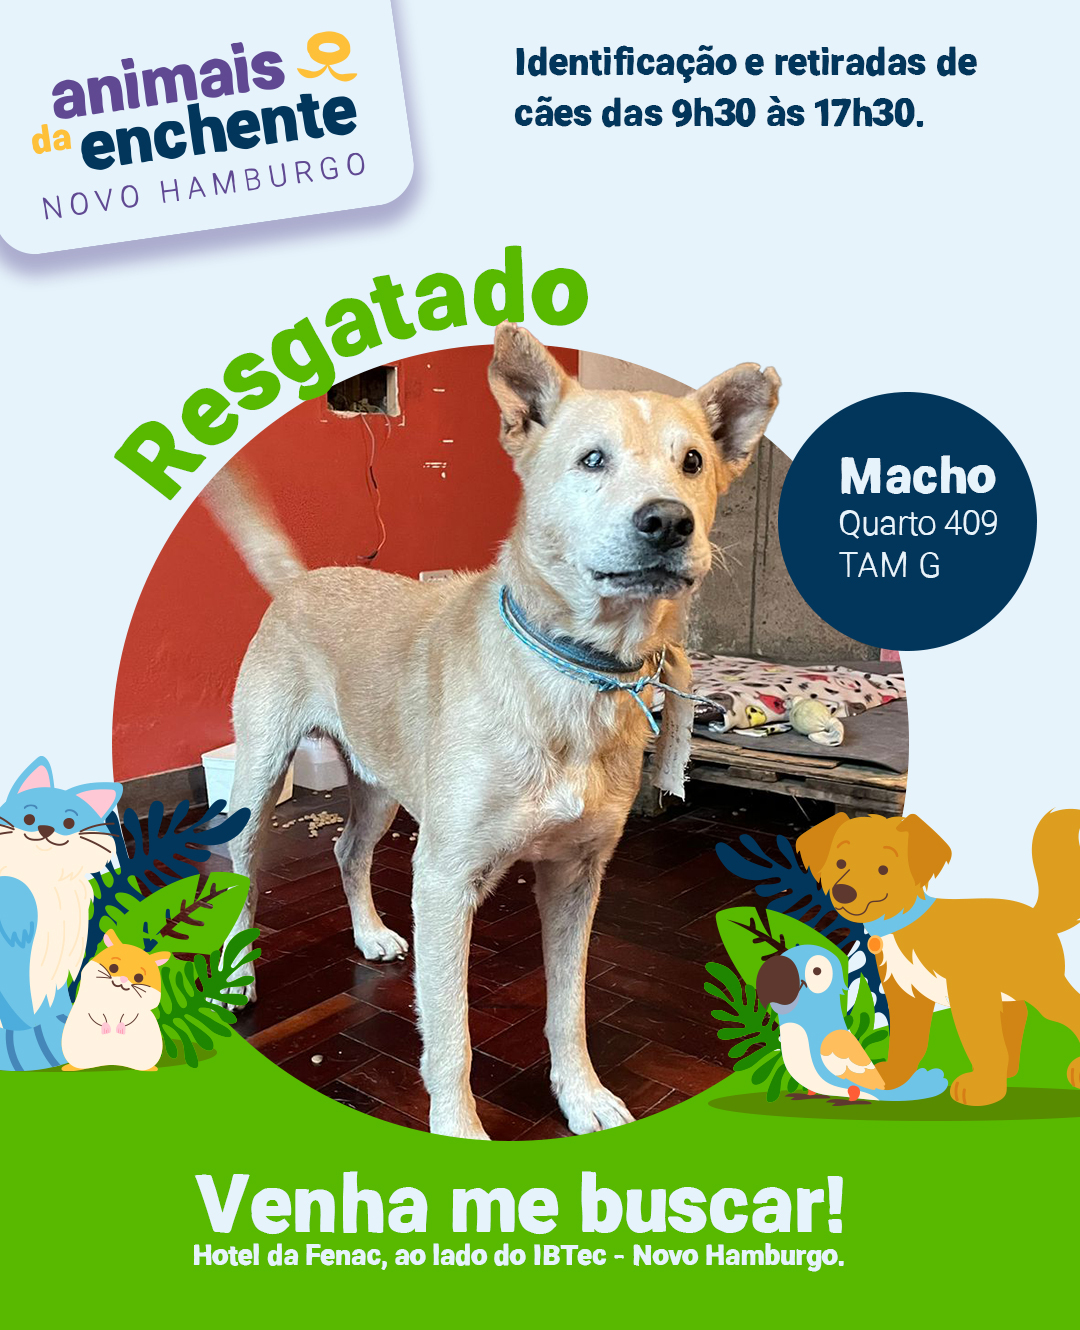 animais
da enchente
NOVO HAMBURGO
Identificação e retiradas de
cães das 9h30 às 17h30.
Resgatado
Macho
Quarto 409
TAM G
Venha me buscar!
Hotel da Fenac, ao lado do IBTec - Novo Hamburgo.